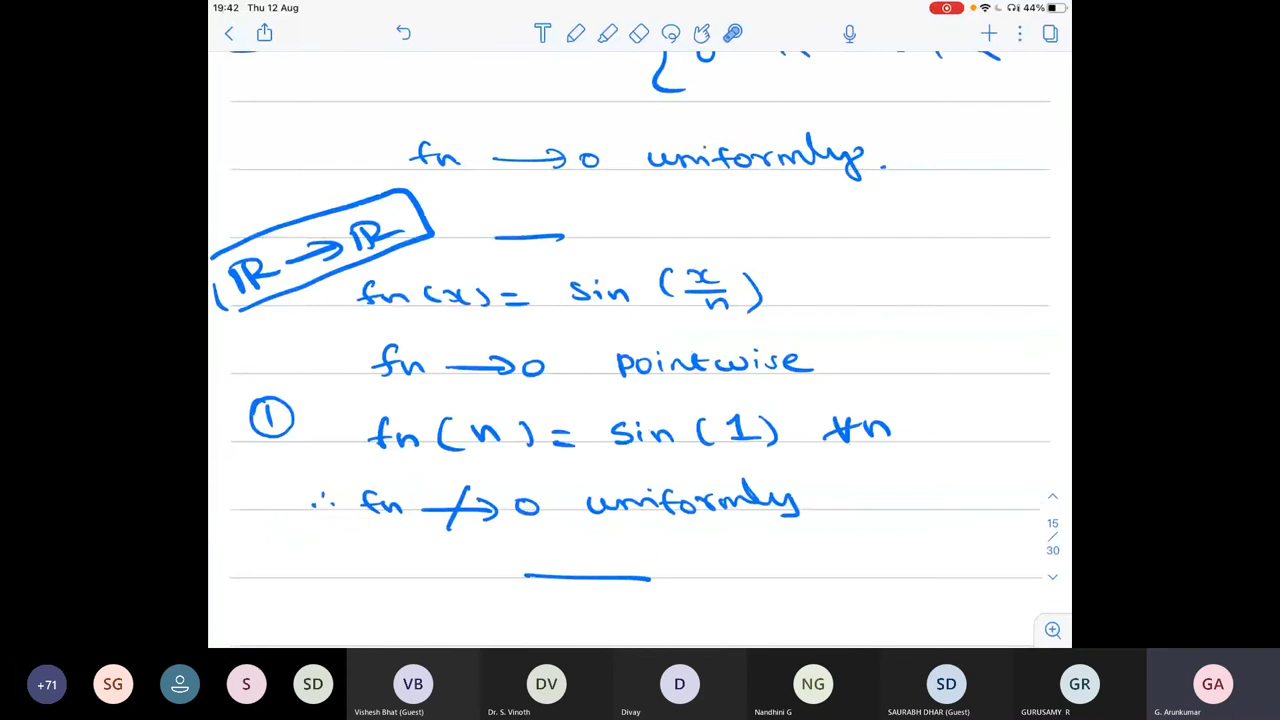 19:42 Thu 12 Aug
44%
fn → 0 uniformly.
ℝ → ℝ
fn(x) = sin (x/n)
fn → 0 pointwise
① fn(n) = sin(1) ∀n
∴ fn ↛ 0 uniformly
15
/
30
+71
SG
S
SD
VB
DV
D
NG
SD
GR
GA
Vishesh Bhat (Guest)
Dr. S. Vinoth
Divay
Nandhini G
SAURABH DHAR (Guest)
GURUSAMY R
G. Arunkumar